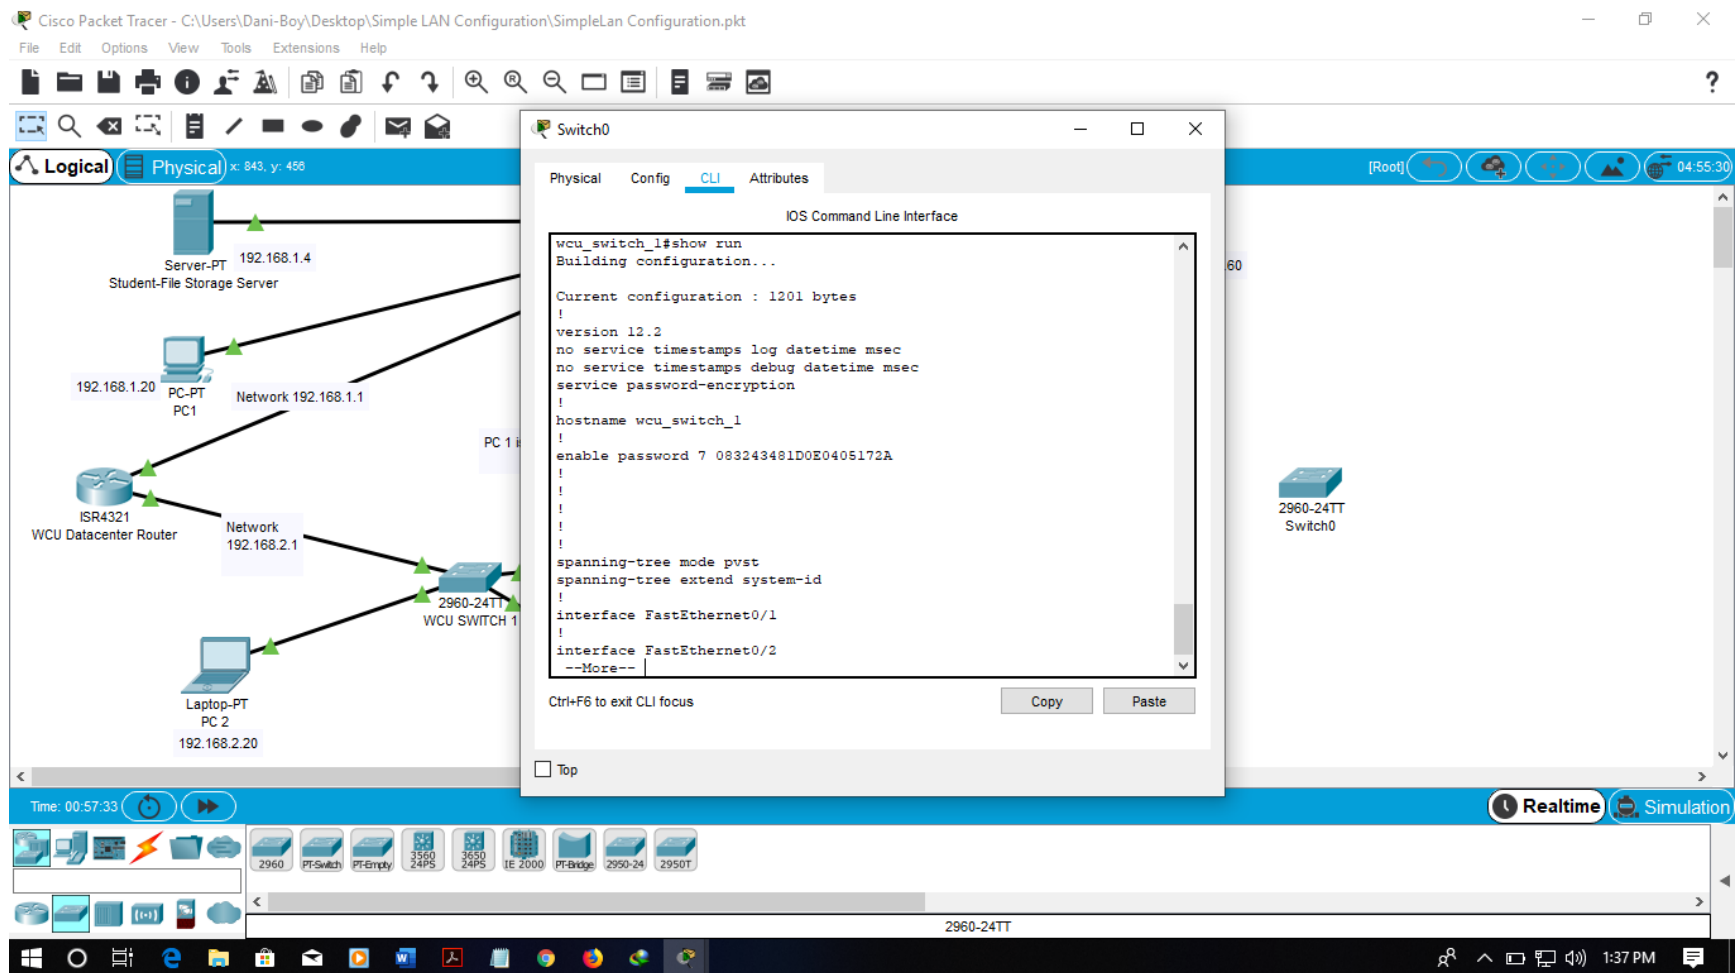 Cisco Packet Tracer - C:\Users\Dani-Boy\Desktop\Simple LAN Configuration\SimpleLan Configuration.pkt
File Edit Options View Tools Extensions Help
?
Logical
Physical
x: 843, y: 456
[Root]
04:55:30
Server-PT
192.168.1.4
Student-File Storage Server
192.168.1.20
PC-PT
PC1
Network 192.168.1.1
PC 1 i
ISR4321
WCU Datacenter Router
Network
192.168.2.1
2960-24TT
WCU SWITCH 1
Laptop-PT
PC 2
192.168.2.20
Switch0
Physical Config CLI Attributes
IOS Command Line Interface
wcu_switch_1#show run
Building configuration...
Current configuration : 1201 bytes
!
version 12.2
no service timestamps log datetime msec
no service timestamps debug datetime msec
service password-encryption
!
hostname wcu_switch_1
!
enable password 7 083243481D0E0405172A
!
!
!
!
!
spanning-tree mode pvst
spanning-tree extend system-id
!
interface FastEthernet0/1
!
interface FastEthernet0/2
--More--
Ctrl+F6 to exit CLI focus
Copy
Paste
Top
60
2960-24TT
Switch0
Time: 00:57:33
Realtime
Simulation
2960
PT-Switch
PT-Empty
3560
24PS
3650
24PS
IE 2000
PT-Bridge
2950-24
2950T
2960-24TT
1:37 PM